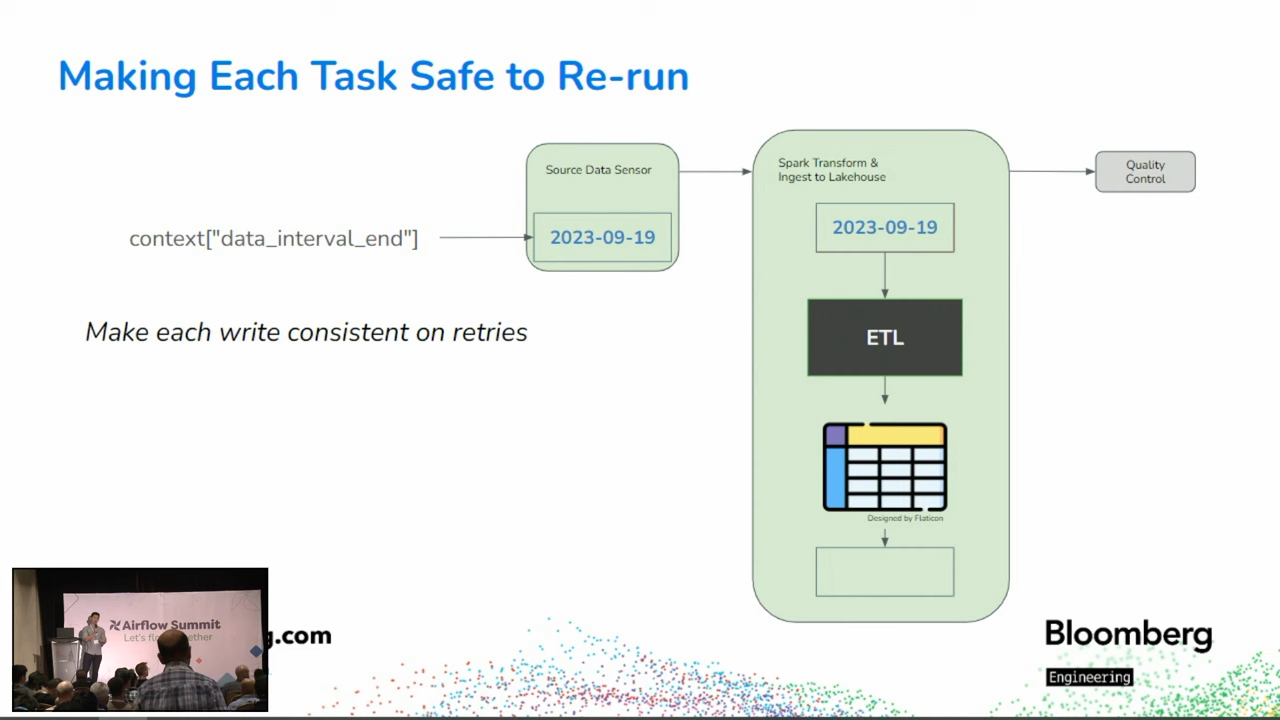 Making Each Task Safe to Re-run
Source Data Sensor
Spark Transform &
Ingest to Lakehouse
Quality
Control
context["data_interval_end"]
2023-09-19
2023-09-19
Make each write consistent on retries
ETL
Designed by Flaticon
Airflow Summit
g.com
Bloomberg
Engineering